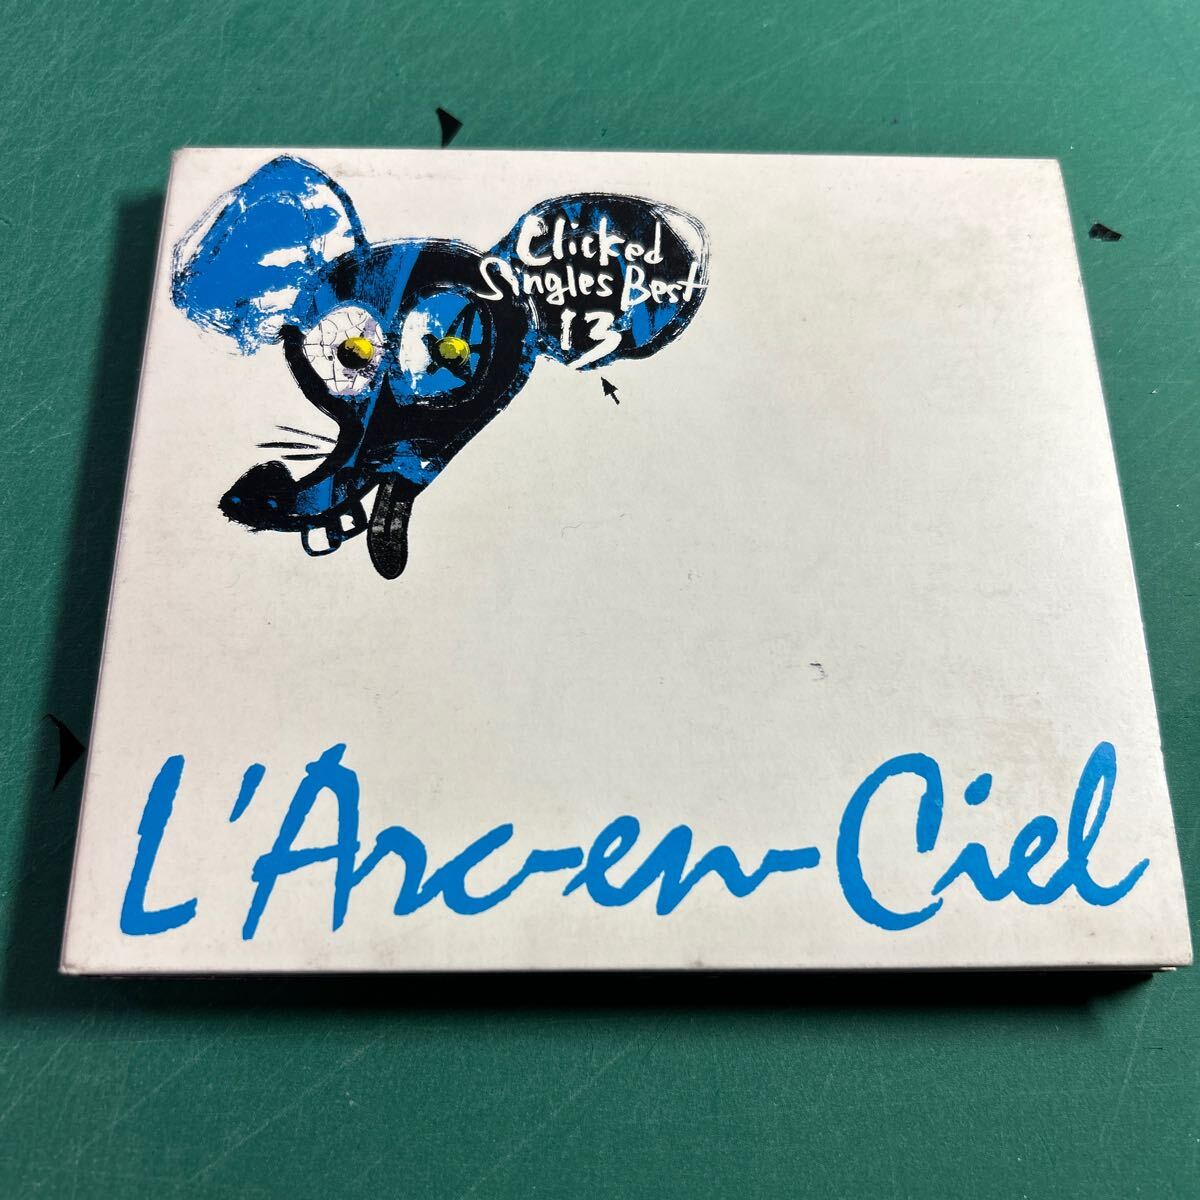 Clicked
Singles Best
13
L'Arc-en-Ciel